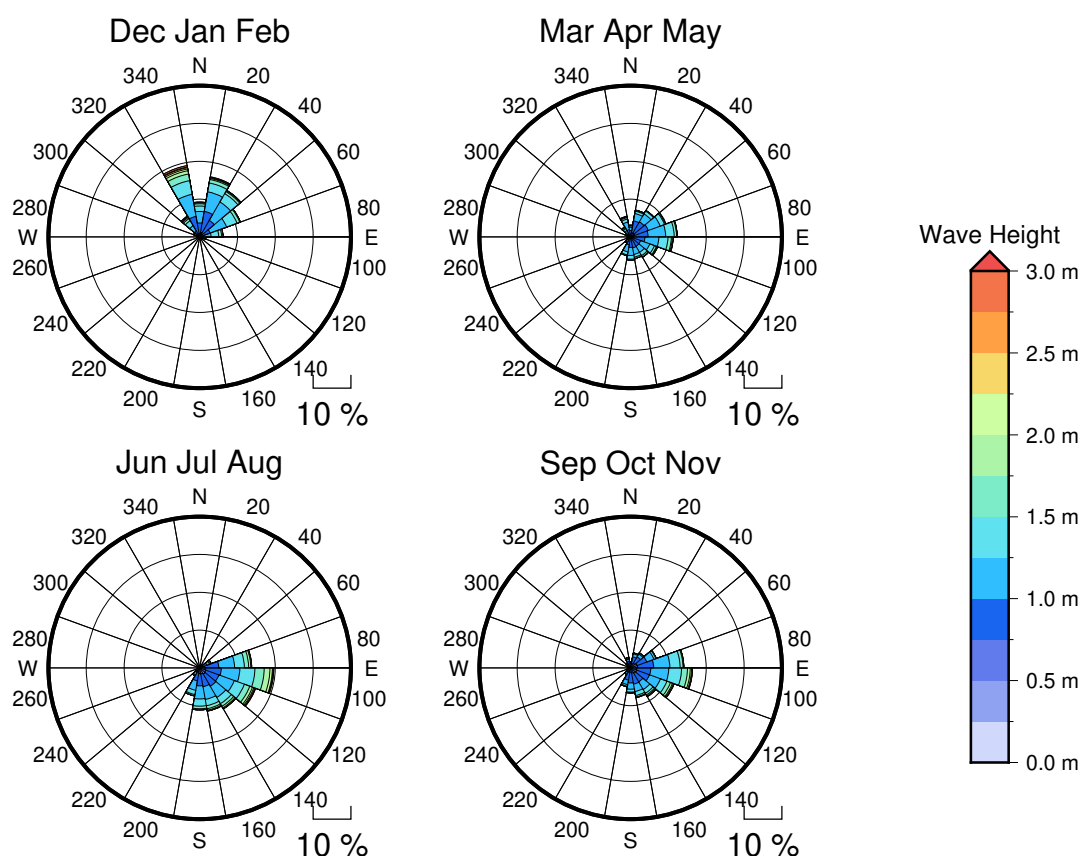 Dec Jan Feb
N
20
40
60
80
E
100
120
140
160
S
200
220
240
260
W
280
300
320
340
10 %
Mar Apr May
N
20
40
60
80
E
100
120
140
160
S
200
220
240
260
W
280
300
320
340
10 %
Jun Jul Aug
N
20
40
60
80
E
100
120
140
160
S
200
220
240
260
W
280
300
320
340
10 %
Sep Oct Nov
N
20
40
60
80
E
100
120
140
160
S
200
220
240
260
W
280
300
320
340
10 %
Wave Height
3.0 m
2.5 m
2.0 m
1.5 m
1.0 m
0.5 m
0.0 m